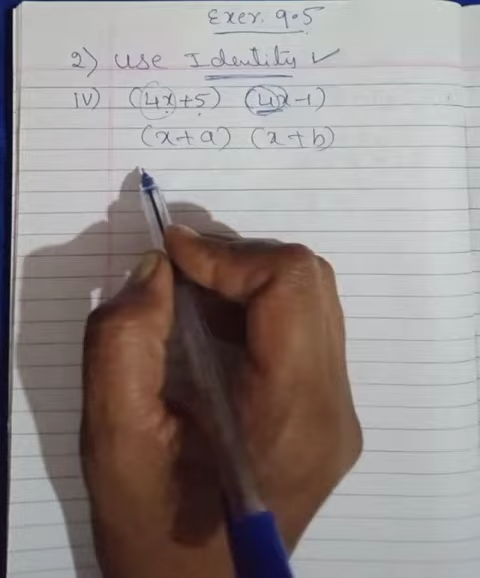 Exer. 9.5
2) Use Identity ✓
iv) (4x+5) (4x-1)
(x+a) (x+b)